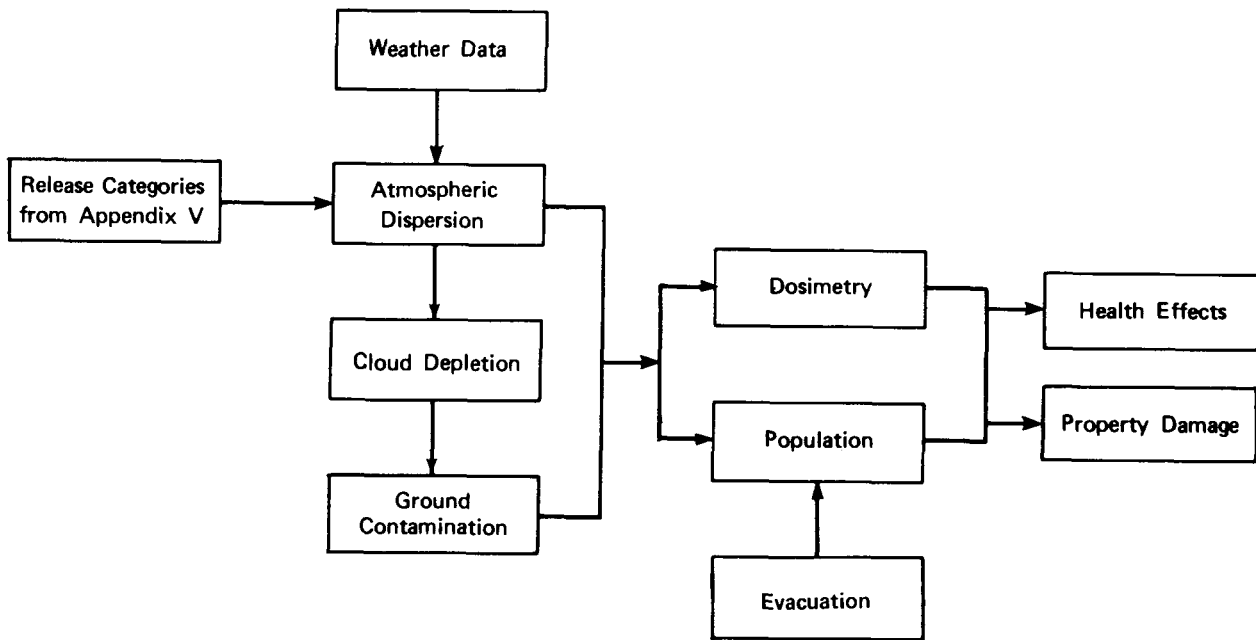 Weather Data
Release Categories
from Appendix V
Atmospheric
Dispersion
Cloud Depletion
Ground
Contamination
Dosimetry
Population
Evacuation
Health Effects
Property Damage